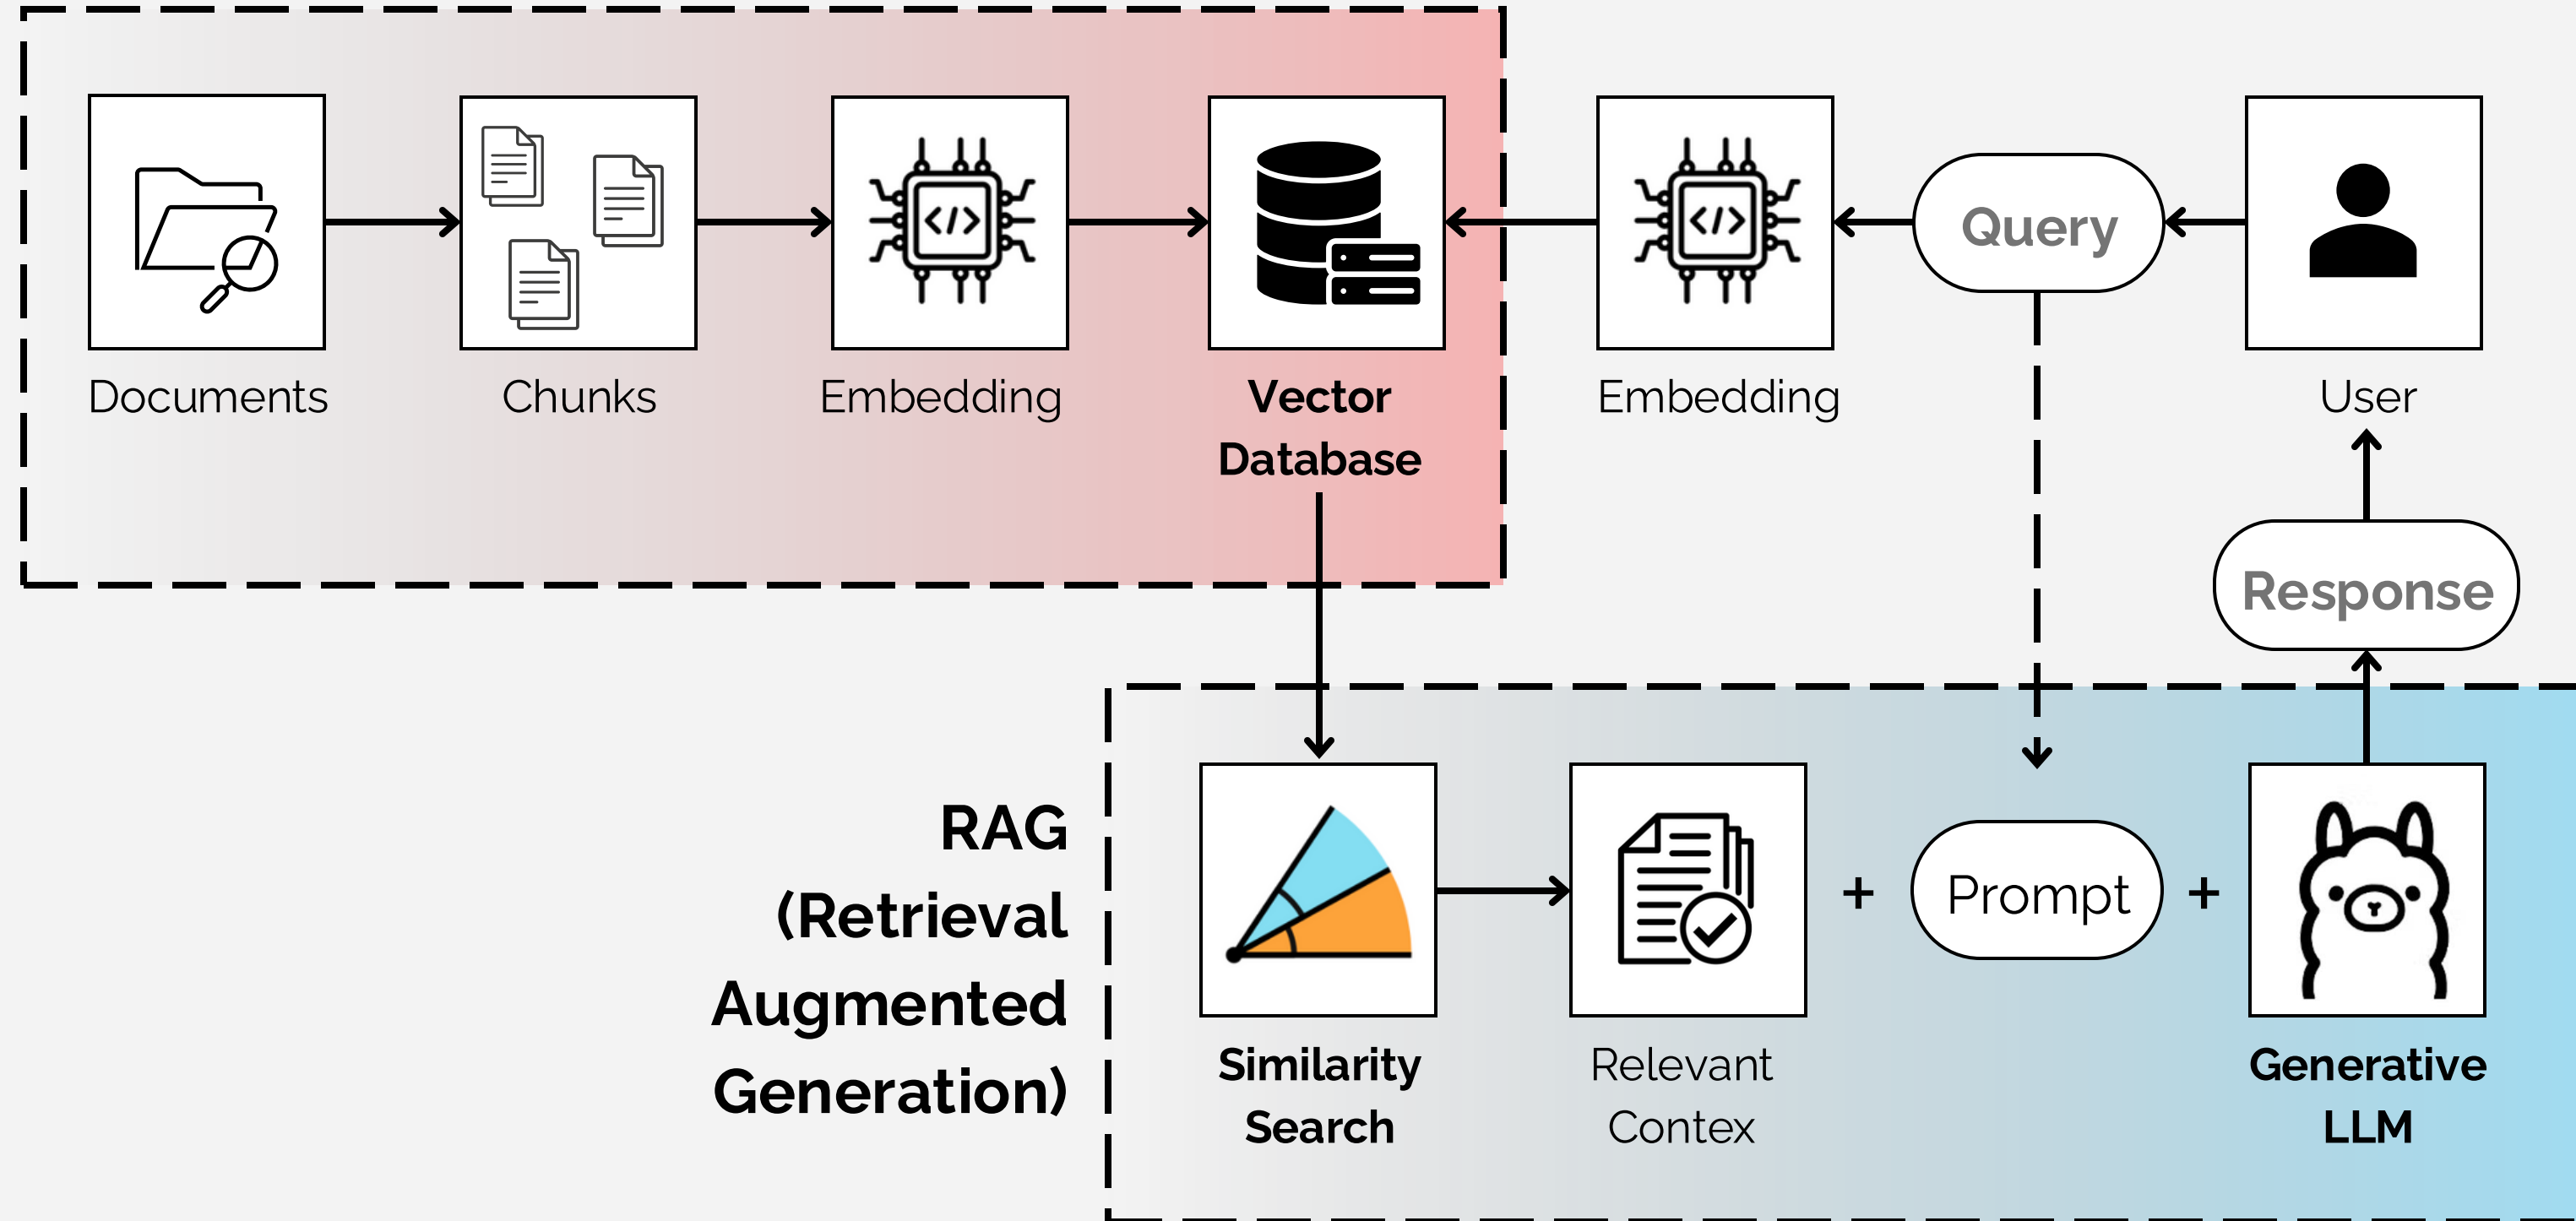 Query
Documents
Chunks
Embedding
Vector
Database
Embedding
User
Response
RAG
(Retrieval
Augmented
Generation)
Prompt
Similarity
Search
Relevant
Contex
Generative
LLM